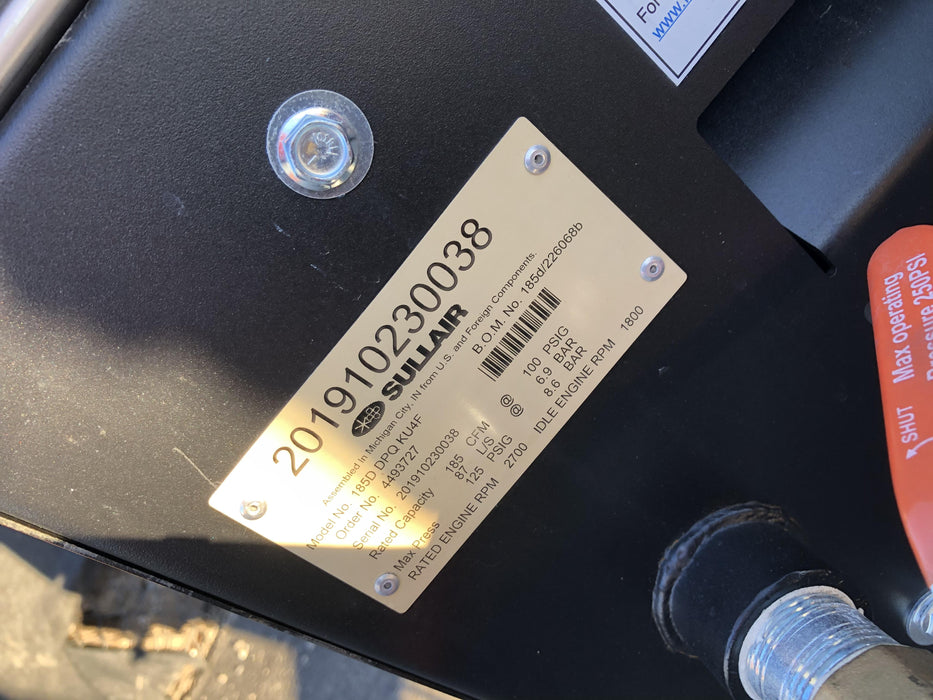 For
www.
201910230038
SULLAIR
Assembled in Michigan City, IN from U.S. and Foreign Components.
Model No. 185D DPQ KU4F B.O.M. No. 185d/226068b
Order No. 4493727
Serial No. 201910230038
Rated Capacity 185 CFM @ 100 PSIG
87 L/S @ 6.9 BAR
Max Press 125 PSIG 8.6 BAR
RATED ENGINE RPM 2700 IDLE ENGINE RPM 1800
SHUT Max operating
Pressure 250PSI